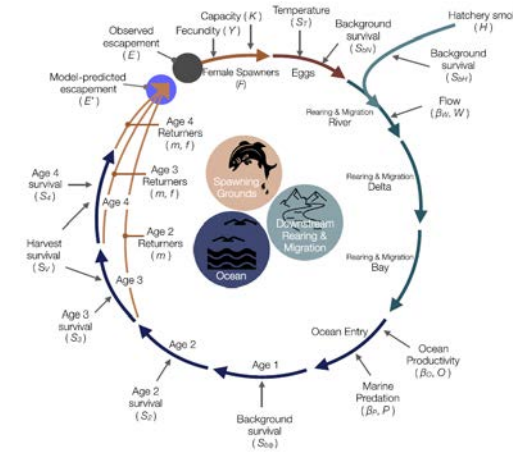 Observed
escapement
(E)
Capacity (K)
Fecundity (Y)
Temperature
(ST)
Background
survival
(SbN)
Hatchery smo
(H)
Background
survival
(SbH)
Flow
(βW, W)
Female Spawners
(F)
Eggs
Rearing & Migration
River
Rearing & Migration
Delta
Rearing & Migration
Bay
Ocean Entry
Ocean
Productivity
(βO, O)
Marine
Predation
(βP, P)
Age 1
Background
survival
(Sba)
Age 2
Age 2
survival
(S2)
Age 3
Age 3
survival
(S3)
Harvest
survival
(SV)
Age 4
Age 4
survival
(S4)
Model-predicted
escapement
(E')
Age 4
Returners
(m, f)
Age 3
Returners
(m, f)
Age 2
Returners
(m)
Spawning
Grounds
Downstream
Rearing &
Migration
Ocean